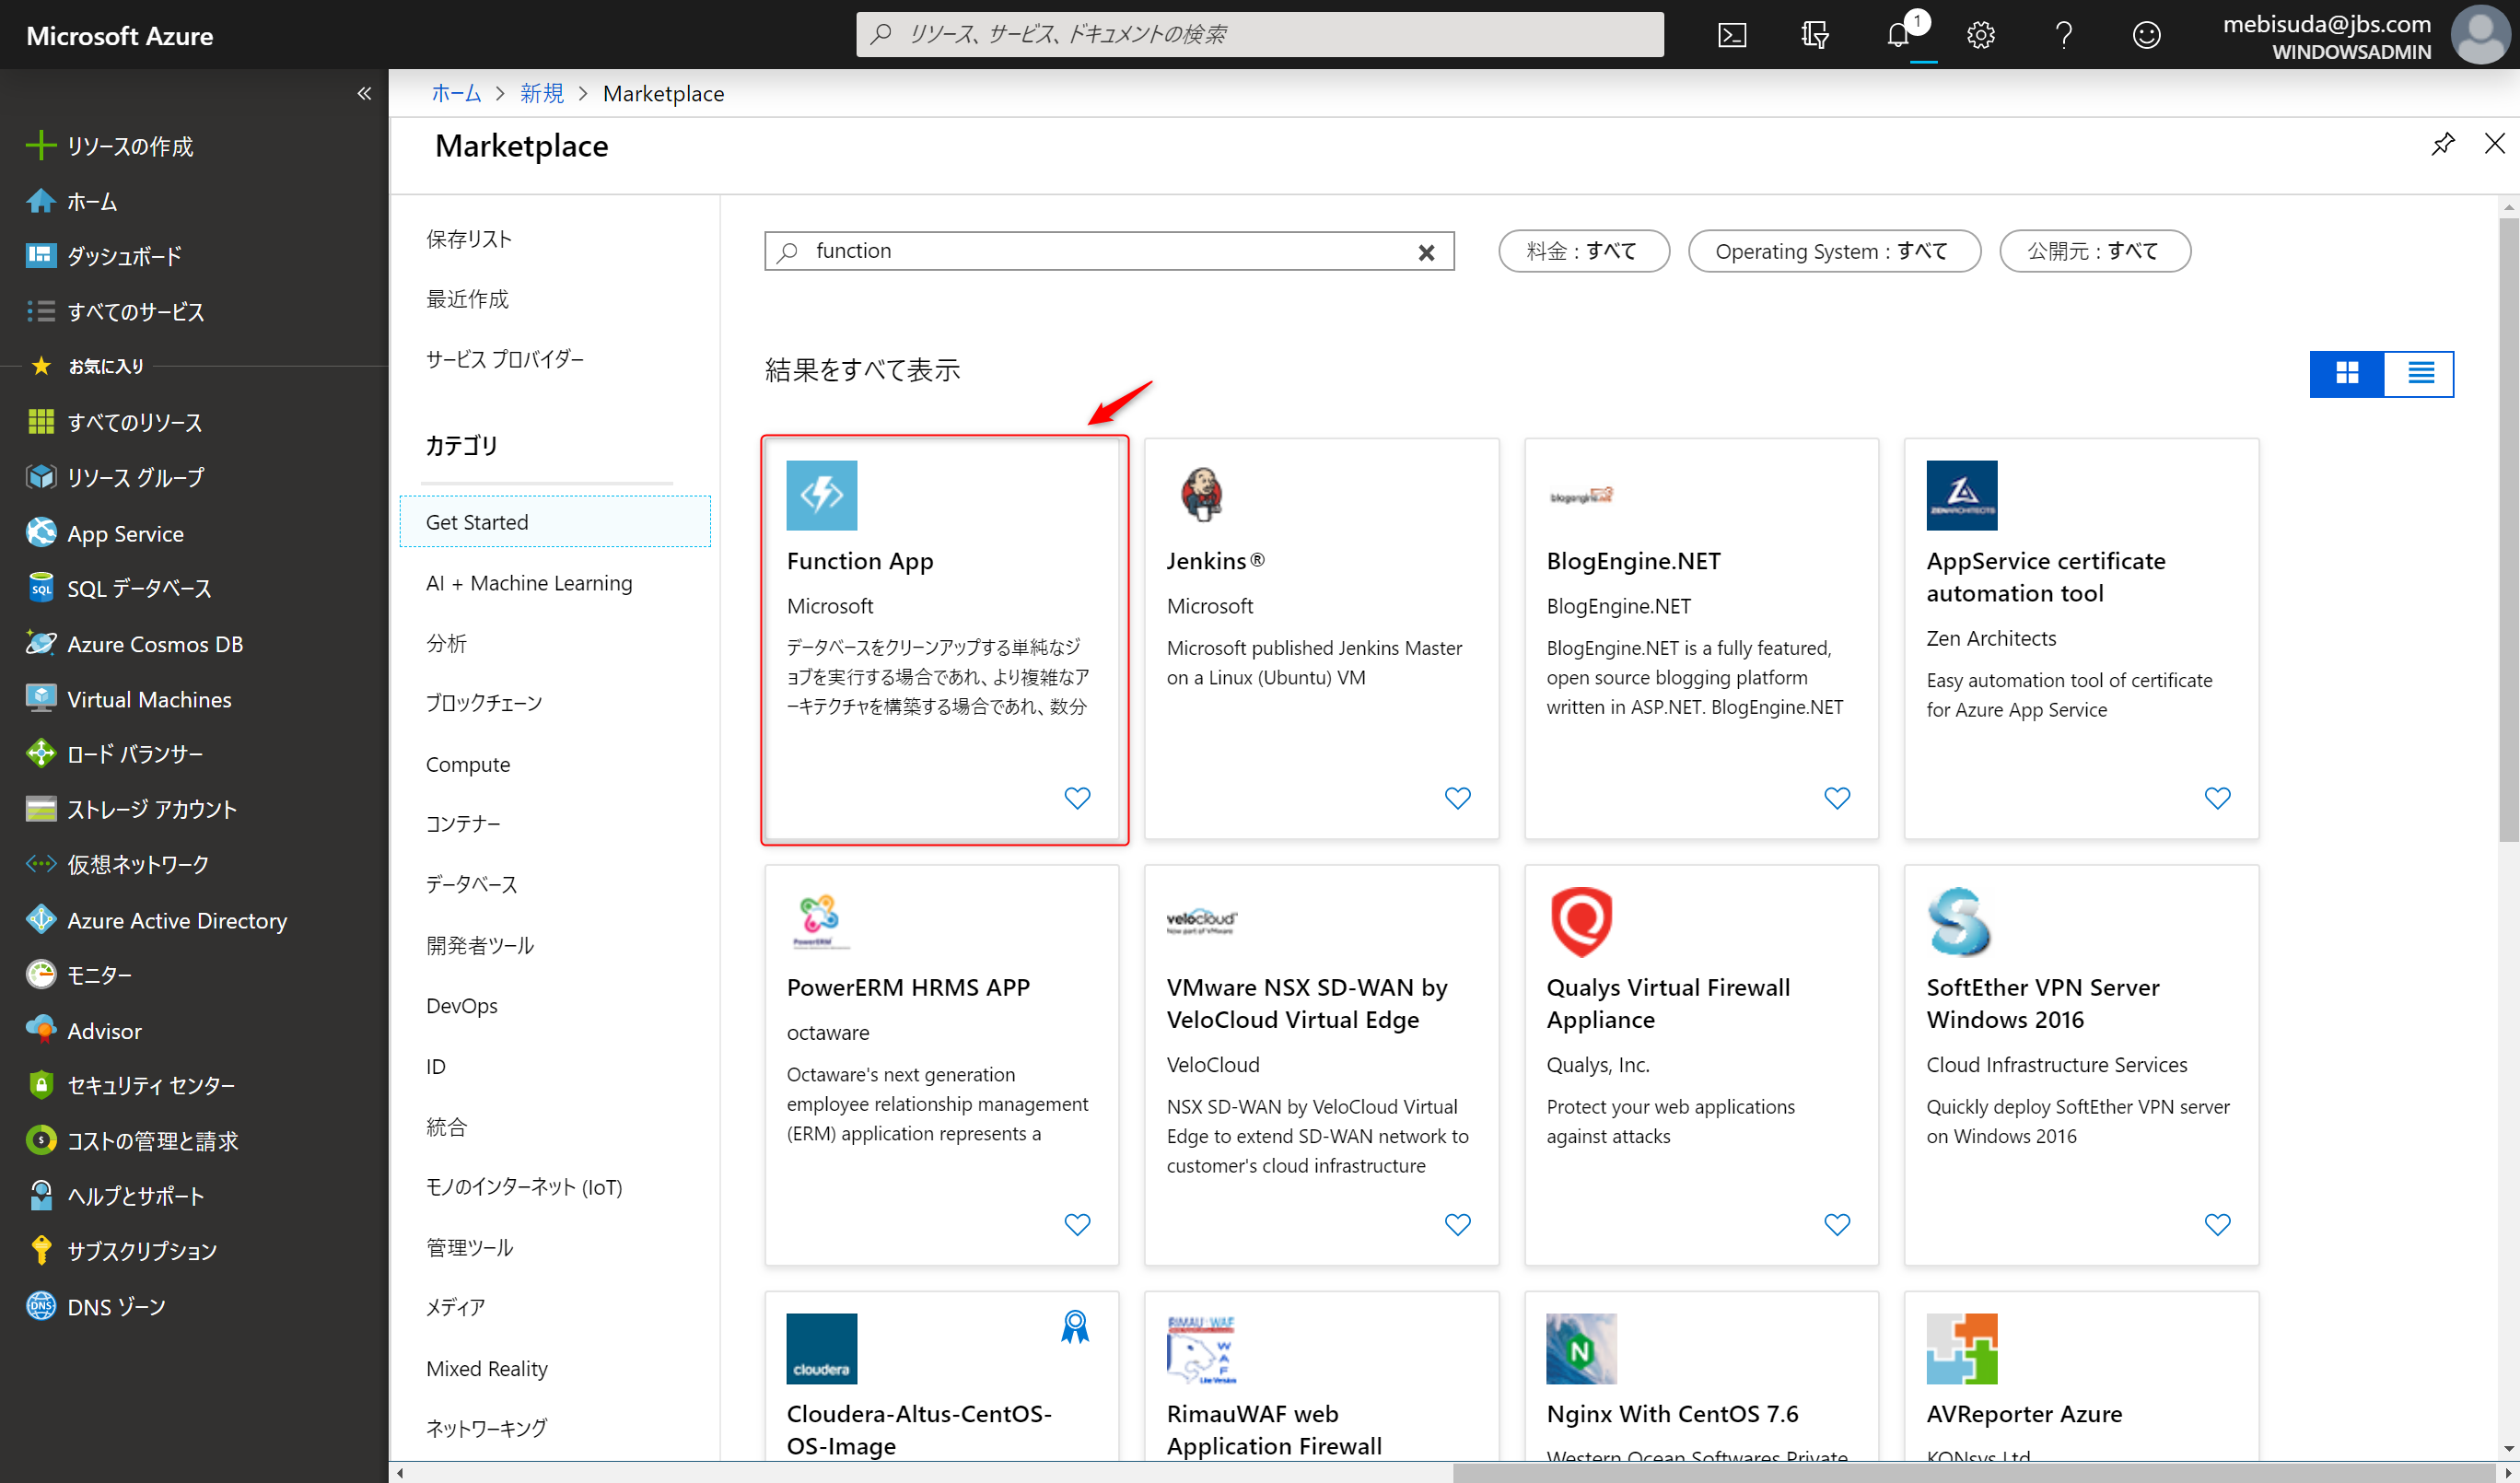 Microsoft Azure
リソース、サービス、ドキュメントの検索
1
mebisuda@jbs.com
WINDOWSADMIN
リソースの作成
ホーム
ダッシュボード
すべてのサービス
お気に入り
すべてのリソース
リソース グループ
App Service
SQL データベース
Azure Cosmos DB
Virtual Machines
ロード バランサー
ストレージ アカウント
仮想ネットワーク
Azure Active Directory
モニター
Advisor
セキュリティ センター
コストの管理と請求
ヘルプとサポート
サブスクリプション
DNS ゾーン
ホーム > 新規 > Marketplace
Marketplace
保存リスト
最近作成
サービス プロバイダー
カテゴリ
Get Started
AI + Machine Learning
分析
ブロックチェーン
Compute
コンテナー
データベース
開発者ツール
DevOps
ID
統合
モノのインターネット (IoT)
管理ツール
メディア
Mixed Reality
ネットワーキング
function
料金 : すべて
Operating System : すべて
公開元 : すべて
結果をすべて表示
Function App
Microsoft
データベースをクリーンアップする単純なジ
ョブを実行する場合であれ、より複雑なア
ーキテクチャを構築する場合であれ、数分
Jenkins®
Microsoft
Microsoft published Jenkins Master
on a Linux (Ubuntu) VM
blogengine.net
BlogEngine.NET
BlogEngine.NET
BlogEngine.NET is a fully featured,
open source blogging platform
written in ASP.NET. BlogEngine.NET
ZENARCHITECTS
AppService certificate
automation tool
Zen Architects
Easy automation tool of certificate
for Azure App Service
PowerERM
PowerERM HRMS APP
octaware
Octaware's next generation
employee relationship management
(ERM) application represents a
velocloud
Now part of VMware
VMware NSX SD-WAN by
VeloCloud Virtual Edge
VeloCloud
NSX SD-WAN by VeloCloud Virtual
Edge to extend SD-WAN network to
customer's cloud infrastructure
Qualys Virtual Firewall
Appliance
Qualys, Inc.
Protect your web applications
against attacks
SoftEther VPN Server
Windows 2016
Cloud Infrastructure Services
Quickly deploy SoftEther VPN server
on Windows 2016
cloudera
Cloudera-Altus-CentOS-
OS-Image
RIMAU WAF
WAF
Lite Version
RimauWAF web
Application Firewall
N
Nginx With CentOS 7.6
Western Ocean Softwares Private
AVReporter Azure
KONsys Ltd